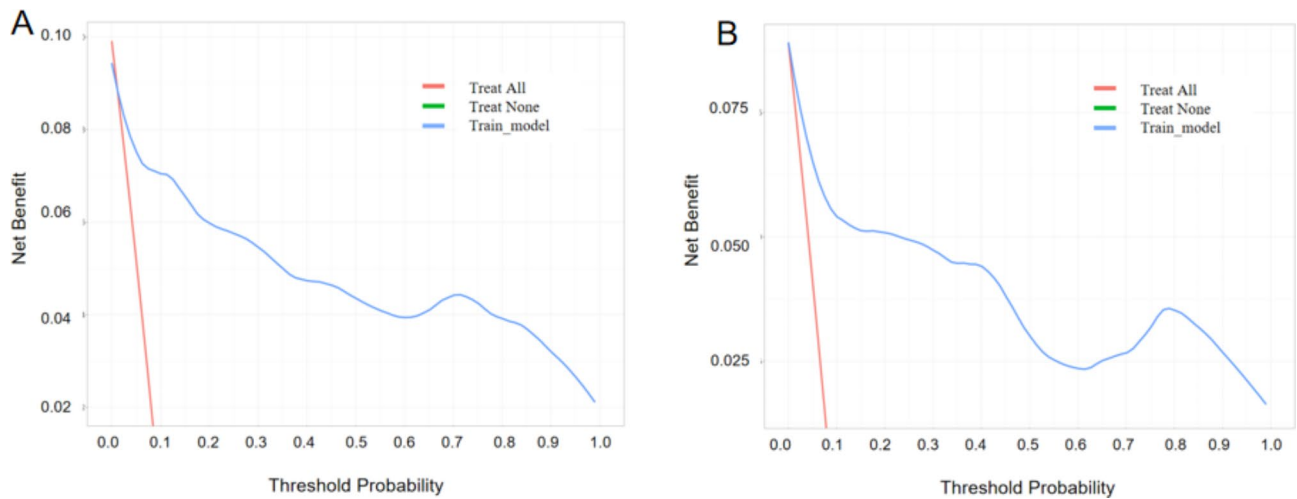 A
0.10
0.08
0.06
0.04
0.02
Net Benefit
Treat All
Treat None
Train_model
0.0 0.1 0.2 0.3 0.4 0.5 0.6 0.7 0.8 0.9 1.0
Threshold Probability
B
0.075
0.050
0.025
Net Benefit
Treat All
Treat None
Train_model
0.0 0.1 0.2 0.3 0.4 0.5 0.6 0.7 0.8 0.9 1.0
Threshold Probability